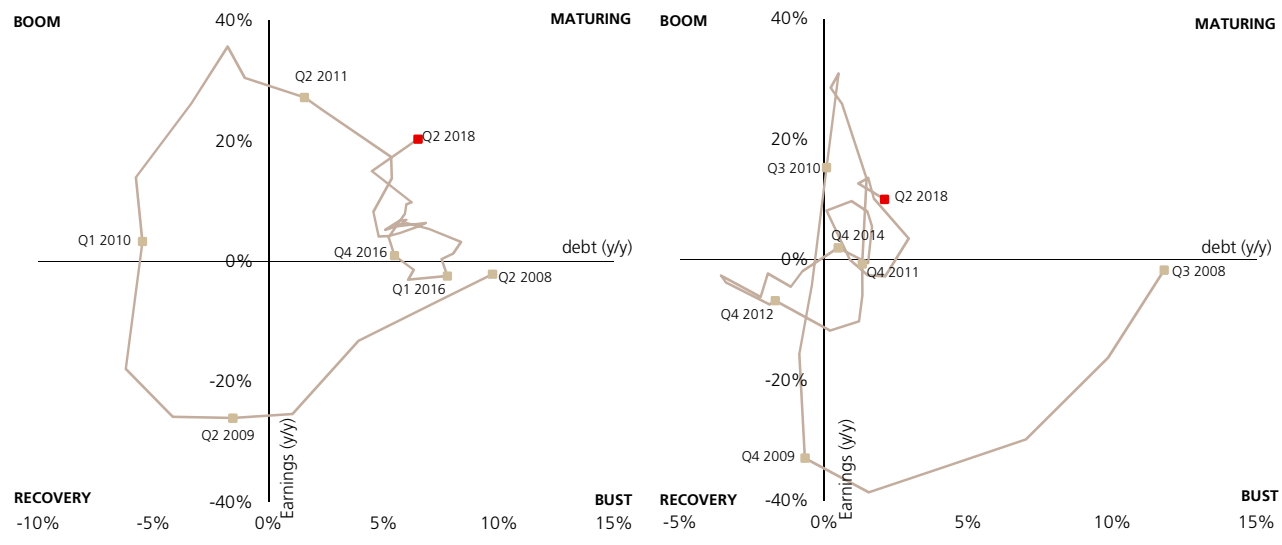 BOOM
40%
MATURING
Q2 2011
20%
Q2 2018
Q1 2010
debt (y/y)
Q4 2016
0%
Q2 2008
Q1 2016
-20%
Q2 2009
Earnings (y/y)
RECOVERY
-40%
BUST
-10%
-5%
0%
5%
10%
15%
BOOM
40%
MATURING
20%
Q3 2010
Q2 2018
Q4 2014
debt (y/y)
0%
Q4 2011
Q3 2008
Q4 2012
-20%
Q4 2009
Earnings (y/y)
RECOVERY
-40%
BUST
-5%
0%
5%
10%
15%